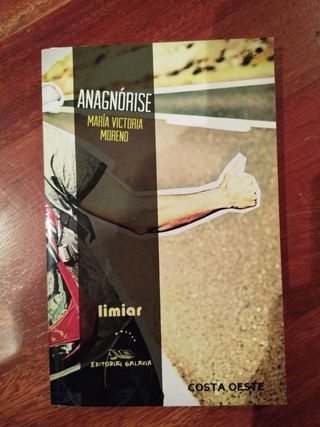 ANAGNÓRISE
MARÍA VICTORIA
MORENO
limiar
EDITORIAL GALAXIA
COSTA OESTE